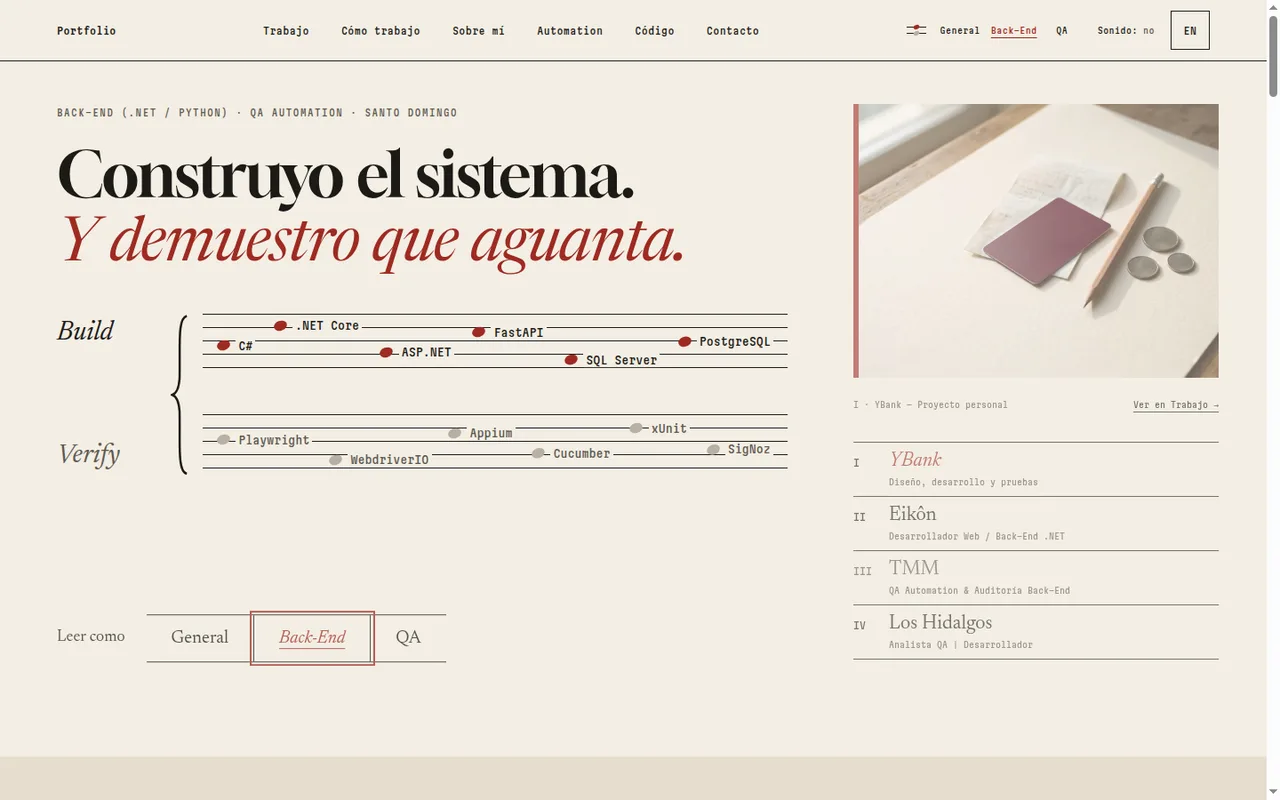 Portfolio
Trabajo
Cómo trabajo
Sobre mí
Automation
Código
Contacto
General
Back-End
QA
Sonido: no
EN
BACK-END (.NET / PYTHON) · QA AUTOMATION · SANTO DOMINGO
Construyo el sistema.
Y demuestro que aguanta.
Build
.NET Core
FastAPI
C#
PostgreSQL
ASP.NET
SQL Server
Verify
Playwright
Appium
xUnit
WebdriverIO
Cucumber
SigNoz
Leer como
General
Back-End
QA
I · YBank — Proyecto personal
Ver en Trabajo →
I
YBank
Diseño, desarrollo y pruebas
II
Eikôn
Desarrollador Web / Back-End .NET
III
TMM
QA Automation & Auditoría Back-End
IV
Los Hidalgos
Analista QA | Desarrollador